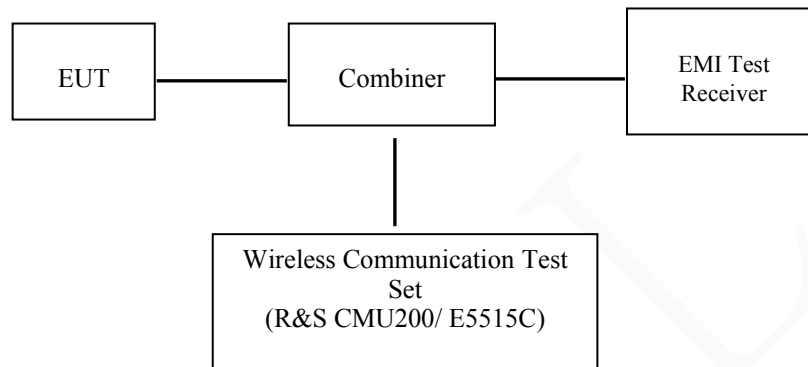 EUT
Combiner
EMI Test
Receiver
Wireless Communication Test
Set
(R&S CMU200/ E5515C)